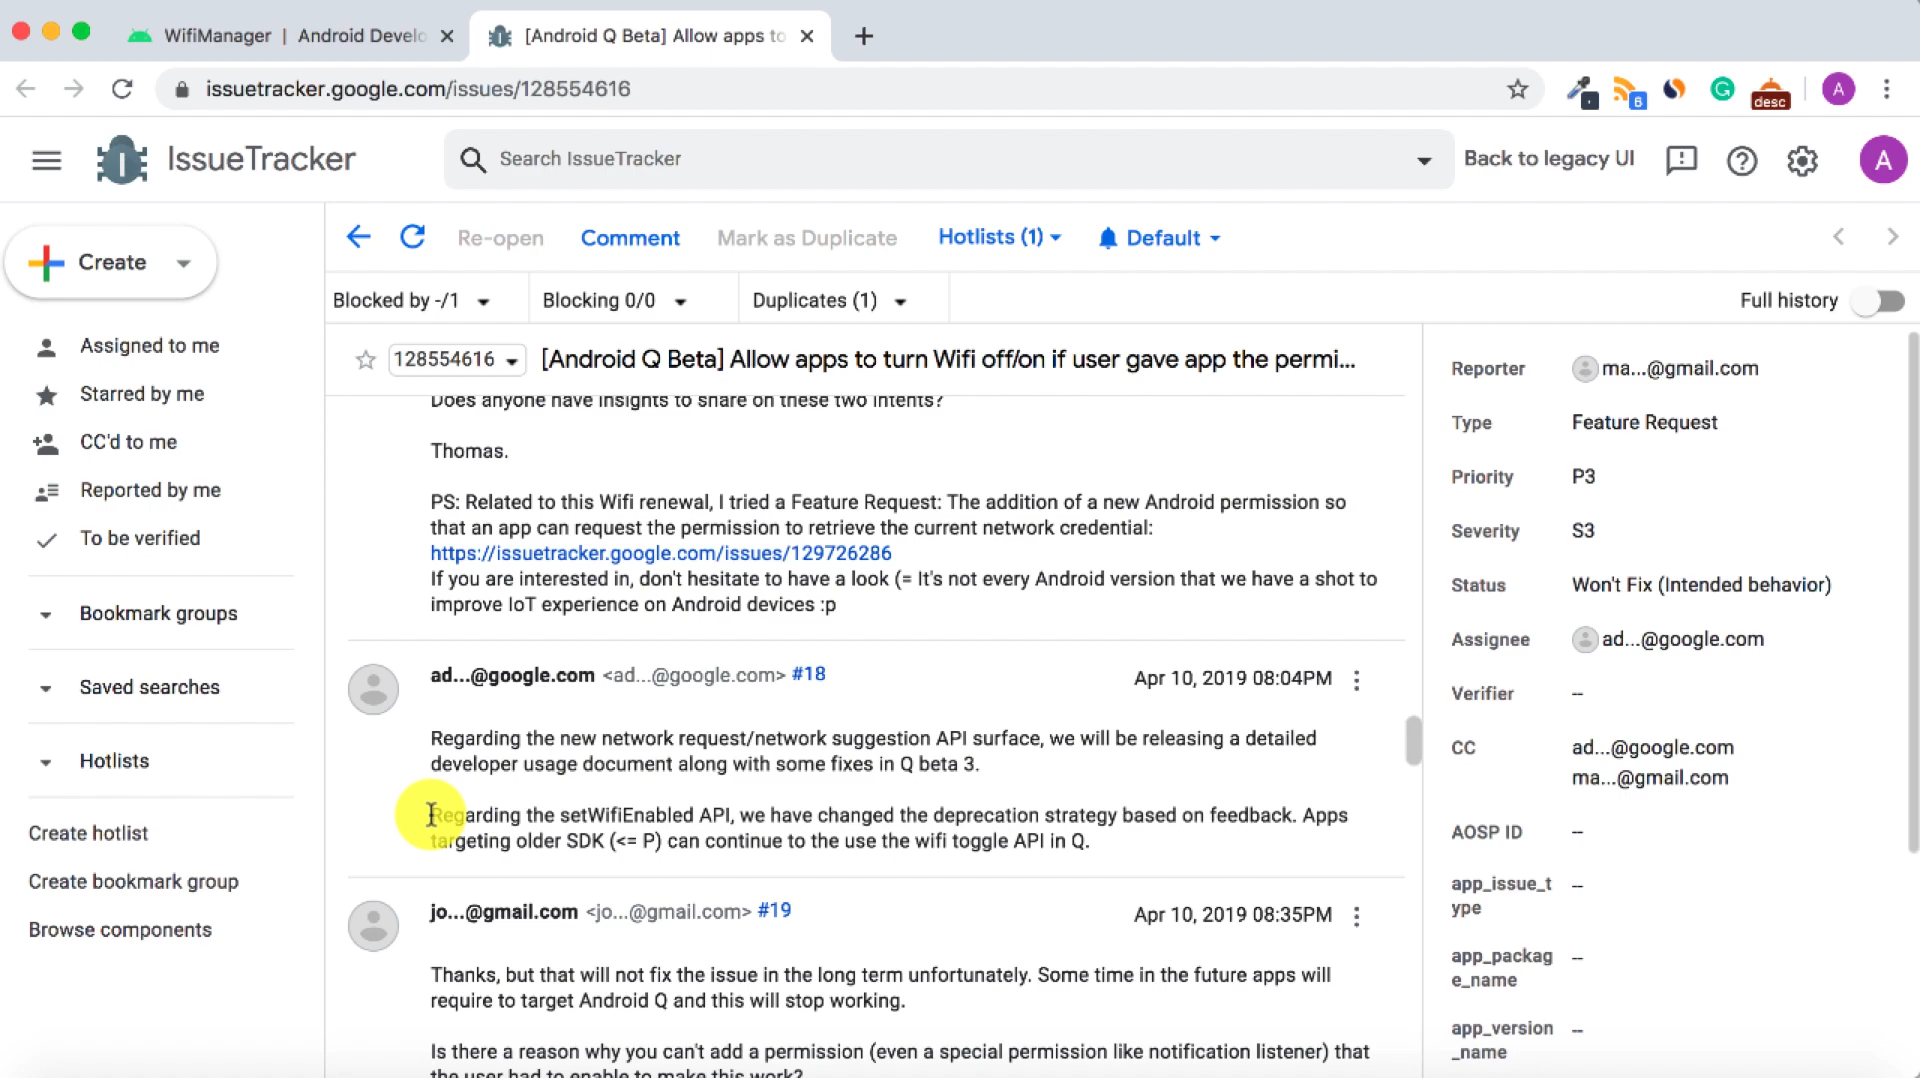 WifiManager | Android Develo
[Android Q Beta] Allow apps to
issuetracker.google.com/issues/128554616
6
G
desc
A
IssueTracker
Search IssueTracker
Back to legacy UI
A
Create
Re-open
Comment
Mark as Duplicate
Hotlists (1)
Default
Blocked by -/1
Blocking 0/0
Duplicates (1)
Full history
Assigned to me
Starred by me
CC'd to me
Reported by me
To be verified
Bookmark groups
Saved searches
Hotlists
Create hotlist
Create bookmark group
Browse components
128554616
[Android Q Beta] Allow apps to turn Wifi off/on if user gave app the permi...
Does anyone have insights to share on these two intents?
Thomas.
PS: Related to this Wifi renewal, I tried a Feature Request: The addition of a new Android permission so
that an app can request the permission to retrieve the current network credential:
https://issuetracker.google.com/issues/129726286
If you are interested in, don't hesitate to have a look (= It's not every Android version that we have a shot to
improve IoT experience on Android devices :p
ad...@google.com <ad...@google.com> #18
Apr 10, 2019 08:04PM
Regarding the new network request/network suggestion API surface, we will be releasing a detailed
developer usage document along with some fixes in Q beta 3.
Regarding the setWifiEnabled API, we have changed the deprecation strategy based on feedback. Apps
targeting older SDK (<= P) can continue to the use the wifi toggle API in Q.
jo...@gmail.com <jo...@gmail.com> #19
Apr 10, 2019 08:35PM
Thanks, but that will not fix the issue in the long term unfortunately. Some time in the future apps will
require to target Android Q and this will stop working.
Is there a reason why you can't add a permission (even a special permission like notification listener) that
the user had to enable to make this work?
Reporter
ma...@gmail.com
Type
Feature Request
Priority
P3
Severity
S3
Status
Won't Fix (Intended behavior)
Assignee
ad...@google.com
Verifier
--
CC
ad...@google.com
ma...@gmail.com
AOSP ID
--
app_issue_t
ype
--
app_packag
e_name
--
app_version
_name
--